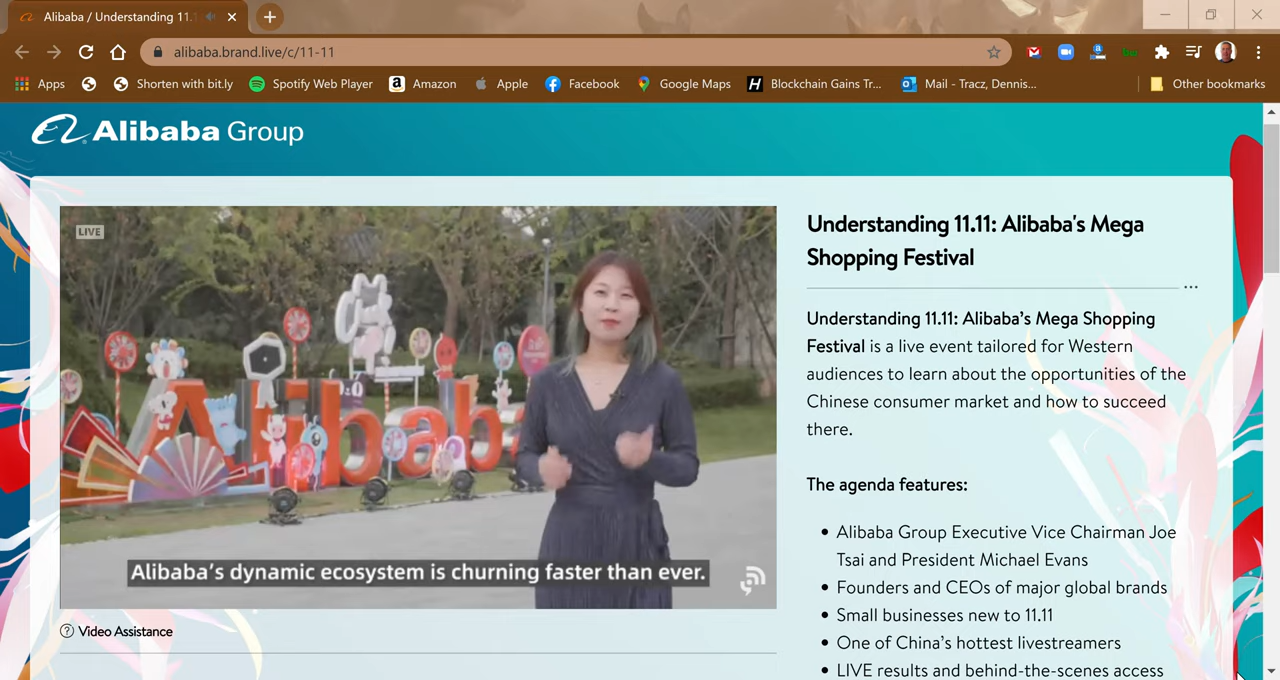 Alibaba / Understanding 11.1
alibaba.brand.live/c/11-11
Apps
Shorten with bit.ly
Spotify Web Player
Amazon
Apple
Facebook
Google Maps
Blockchain Gains Tr...
Mail - Tracz, Dennis...
Other bookmarks
Alibaba Group
LIVE
Alibab
Alibaba's dynamic ecosystem is churning faster than ever.
Video Assistance
Understanding 11.11: Alibaba's Mega
Shopping Festival
...
Understanding 11.11: Alibaba's Mega Shopping
Festival is a live event tailored for Western
audiences to learn about the opportunities of the
Chinese consumer market and how to succeed
there.
The agenda features:
• Alibaba Group Executive Vice Chairman Joe
Tsai and President Michael Evans
• Founders and CEOs of major global brands
• Small businesses new to 11.11
• One of China's hottest livestreamers
• LIVE results and behind-the-scenes access